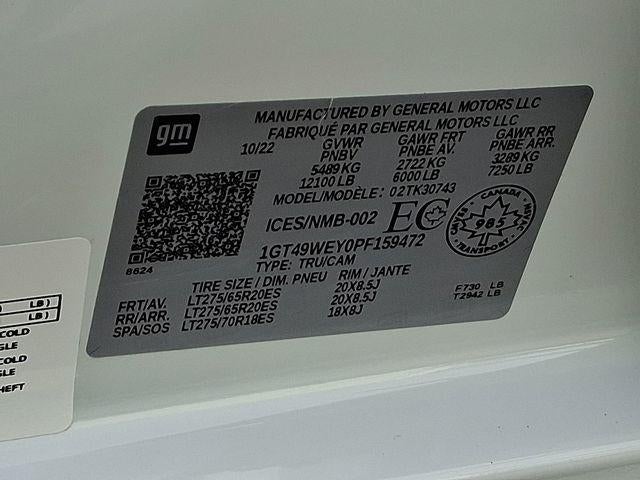 gm
MANUFACTURED BY GENERAL MOTORS LLC
FABRIQUÉ PAR GENERAL MOTORS LLC
10/22 GVWR GAWR FRT GAWR RR
PNBV PNBE AV. PNBE ARR.
5489 KG 2722 KG 3289 KG
12100 LB 6000 LB 7250 LB
MODEL/MODÈLE: 02TK30743
ICES/NMB-002 EC
CANADA
985
TRANSPORT
1GT49WEY0PF159472
8624
TYPE: TRU/CAM
TIRE SIZE / DIM. PNEU RIM / JANTE
FRT/AV. LT275/65R20ES 20X8.5J
RR/ARR. LT275/65R20ES 20X8.5J
SPA/SOS LT275/70R18ES 18X8J
F730 LB
T2942 LB
LB )
LB )
COLD
GLE
COLD
GLE
HEFT